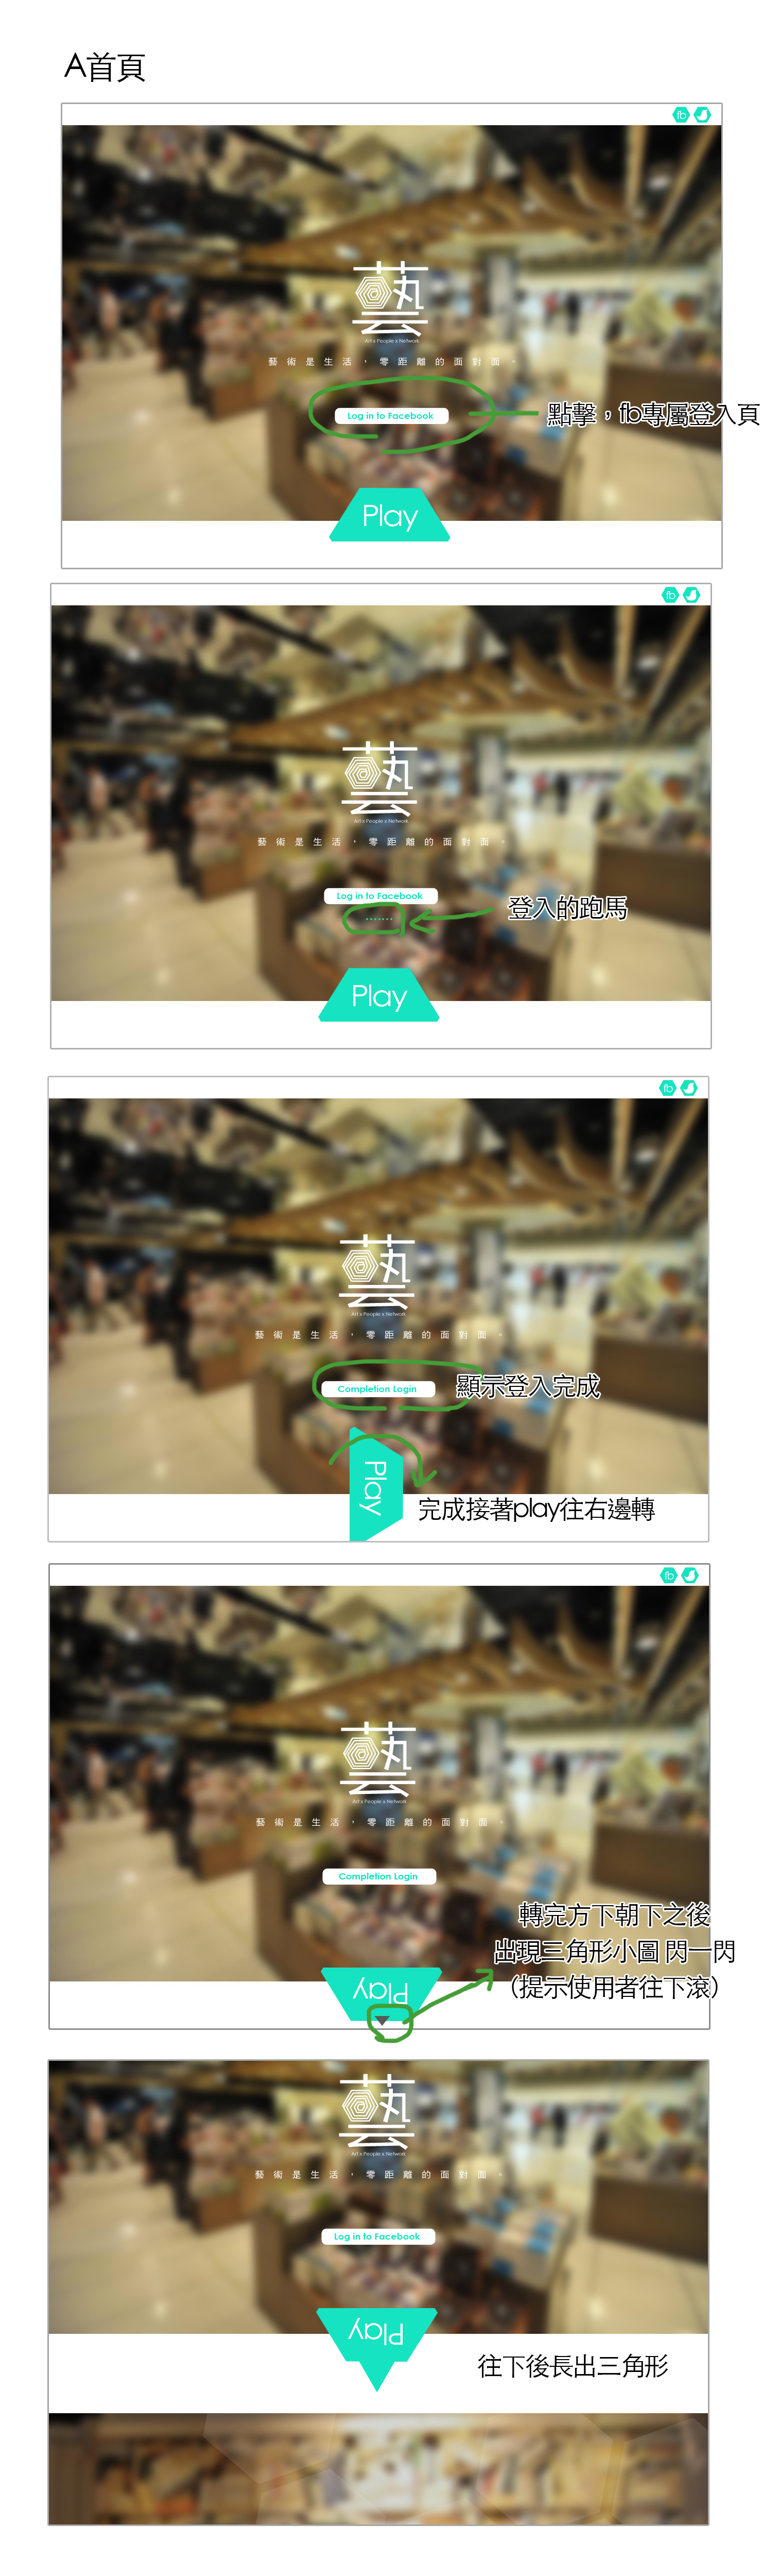 A首頁
fb
藝
Art x People x Network
藝術是生活，零距離的面對面。
Log in to Facebook
點擊，fb專屬登入頁
Play
fb
藝
Art x People x Network
藝術是生活，零距離的面對面。
Log in to Facebook
登入的跑馬
Play
fb
藝
Art x People x Network
藝術是生活，零距離的面對面。
Completion Login
顯示登入完成
Play
完成接著play往右邊轉
fb
藝
Art x People x Network
藝術是生活，零距離的面對面。
Completion Login
轉完方下朝下之後
出現三角形小圖 閃一閃
（提示使用者往下滾）
Play
藝
Art x People x Network
藝術是生活，零距離的面對面。
Log in to Facebook
Play
往下後長出三角形